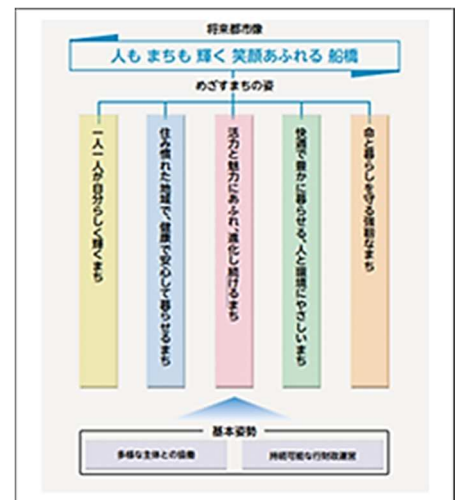 将来都市像
人も まちも 輝く 笑顔あふれる 船橋
めざすまちの姿
一人一人が自分らしく輝くまち
住み慣れた地域で、健康で安心して暮らせるまち
活力と魅力にあふれ、進化し続けるまち
快適で豊かに暮らせる、人と環境にやさしいまち
命と暮らしを守る強靭なまち
基本姿勢
多様な主体との協働
持続可能な行財政運営